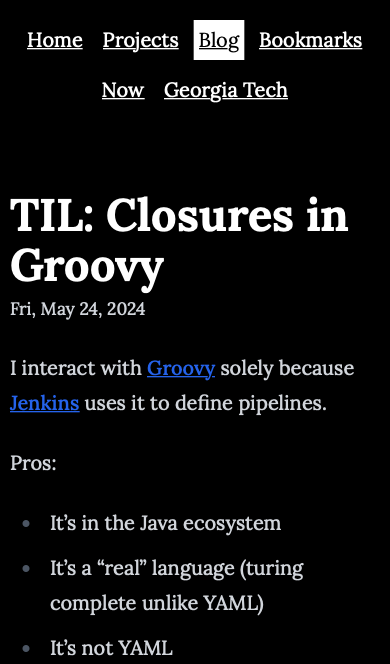 Home Projects Blog Bookmarks
Now Georgia Tech
TIL: Closures in
Groovy
Fri, May 24, 2024
I interact with Groovy solely because
Jenkins uses it to define pipelines.
Pros:
• It’s in the Java ecosystem
• It’s a “real” language (turing
complete unlike YAML)
• It’s not YAML